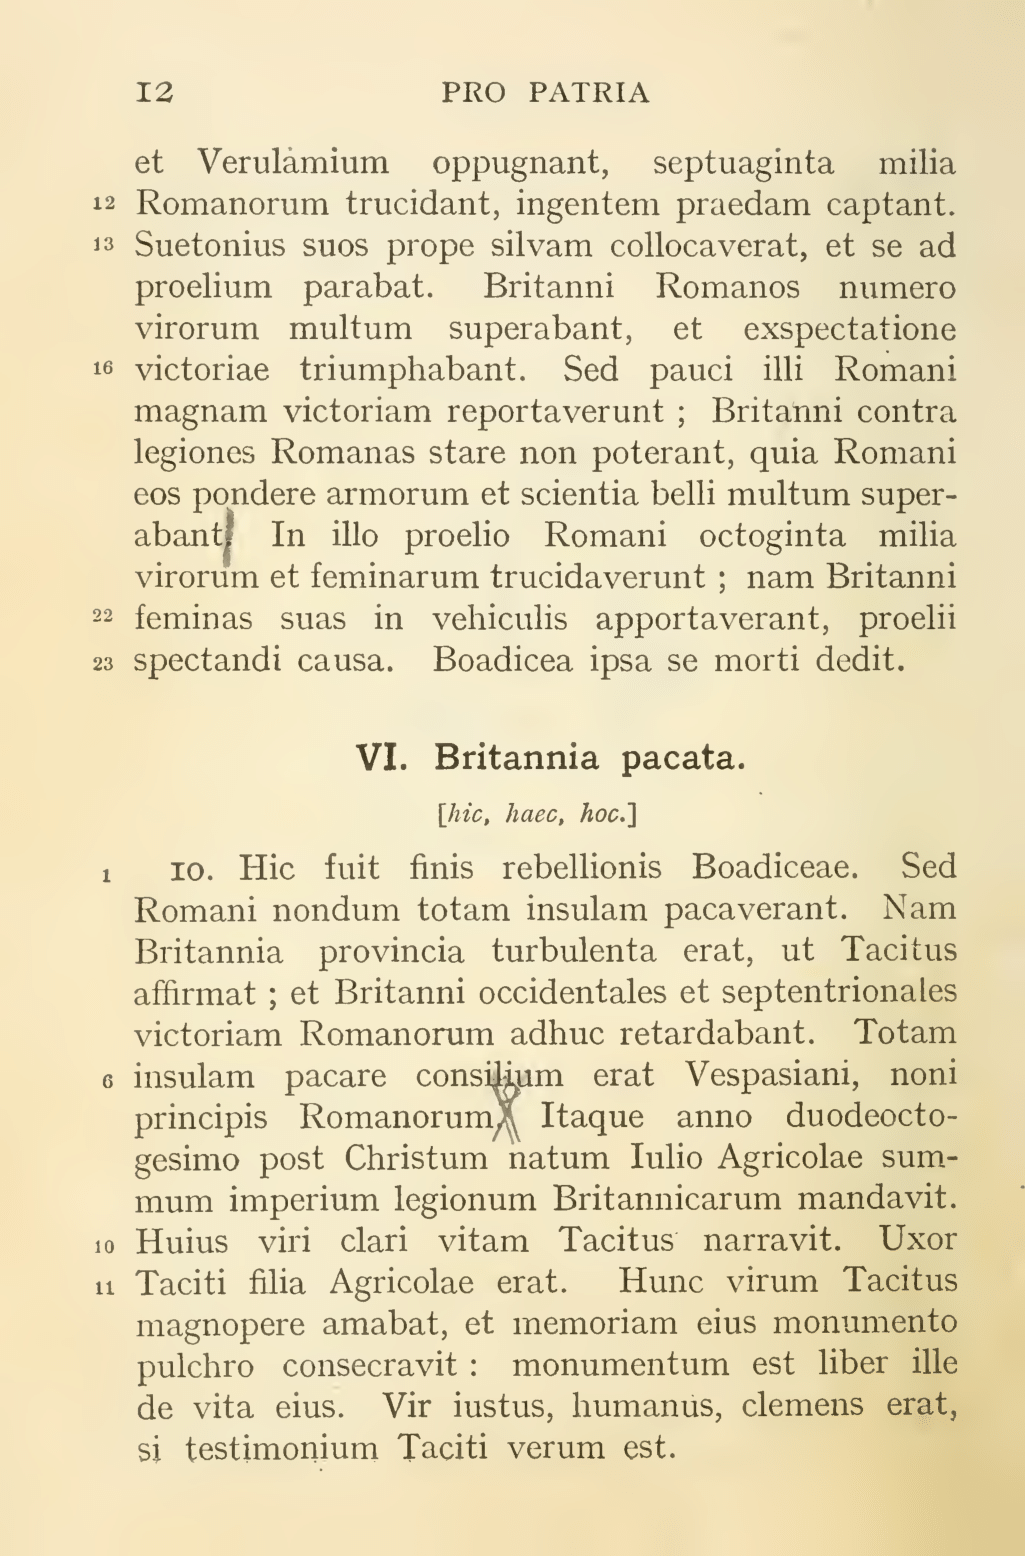 12 PRO PATRIA
et Verulamium oppugnant, septuaginta milia
12 Romanorum trucidant, ingentem praedam captant.
13 Suetonius suos prope silvam collocaverat, et se ad
proelium parabat. Britanni Romanos numero
virorum multum superabant, et exspectatione
16 victoriae triumphabant. Sed pauci illi Romani
magnam victoriam reportaverunt ; Britanni contra
legiones Romanas stare non poterant, quia Romani
eos pondere armorum et scientia belli multum super-
abant. In illo proelio Romani octoginta milia
virorum et feminarum trucidaverunt ; nam Britanni
22 feminas suas in vehiculis apportaverant, proelii
23 spectandi causa. Boadicea ipsa se morti dedit.
VI. Britannia pacata.
[hic, haec, hoc.]
1 10. Hic fuit finis rebellionis Boadiceae. Sed
Romani nondum totam insulam pacaverant. Nam
Britannia provincia turbulenta erat, ut Tacitus
affirmat ; et Britanni occidentales et septentrionales
victoriam Romanorum adhuc retardabant. Totam
6 insulam pacare consilium erat Vespasiani, noni
principis Romanorum. Itaque anno duodeocto-
gesimo post Christum natum Iulio Agricolae sum-
mum imperium legionum Britannicarum mandavit.
10 Huius viri clari vitam Tacitus narravit. Uxor
11 Taciti filia Agricolae erat. Hunc virum Tacitus
magnopere amabat, et memoriam eius monumento
pulchro consecravit : monumentum est liber ille
de vita eius. Vir iustus, humanus, clemens erat,
si testimonium Taciti verum est.